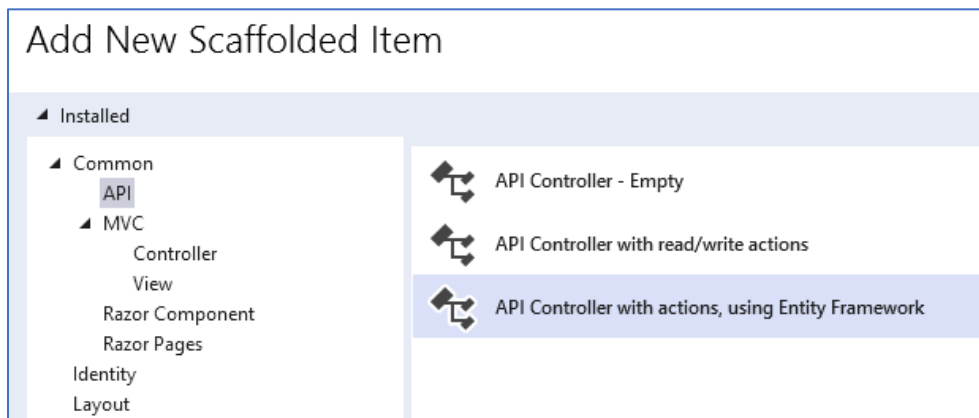 Add New Scaffolded Item
Installed
Common
API
MVC
Controller
View
Razor Component
Razor Pages
Identity
Layout
API Controller - Empty
API Controller with read/write actions
API Controller with actions, using Entity Framework